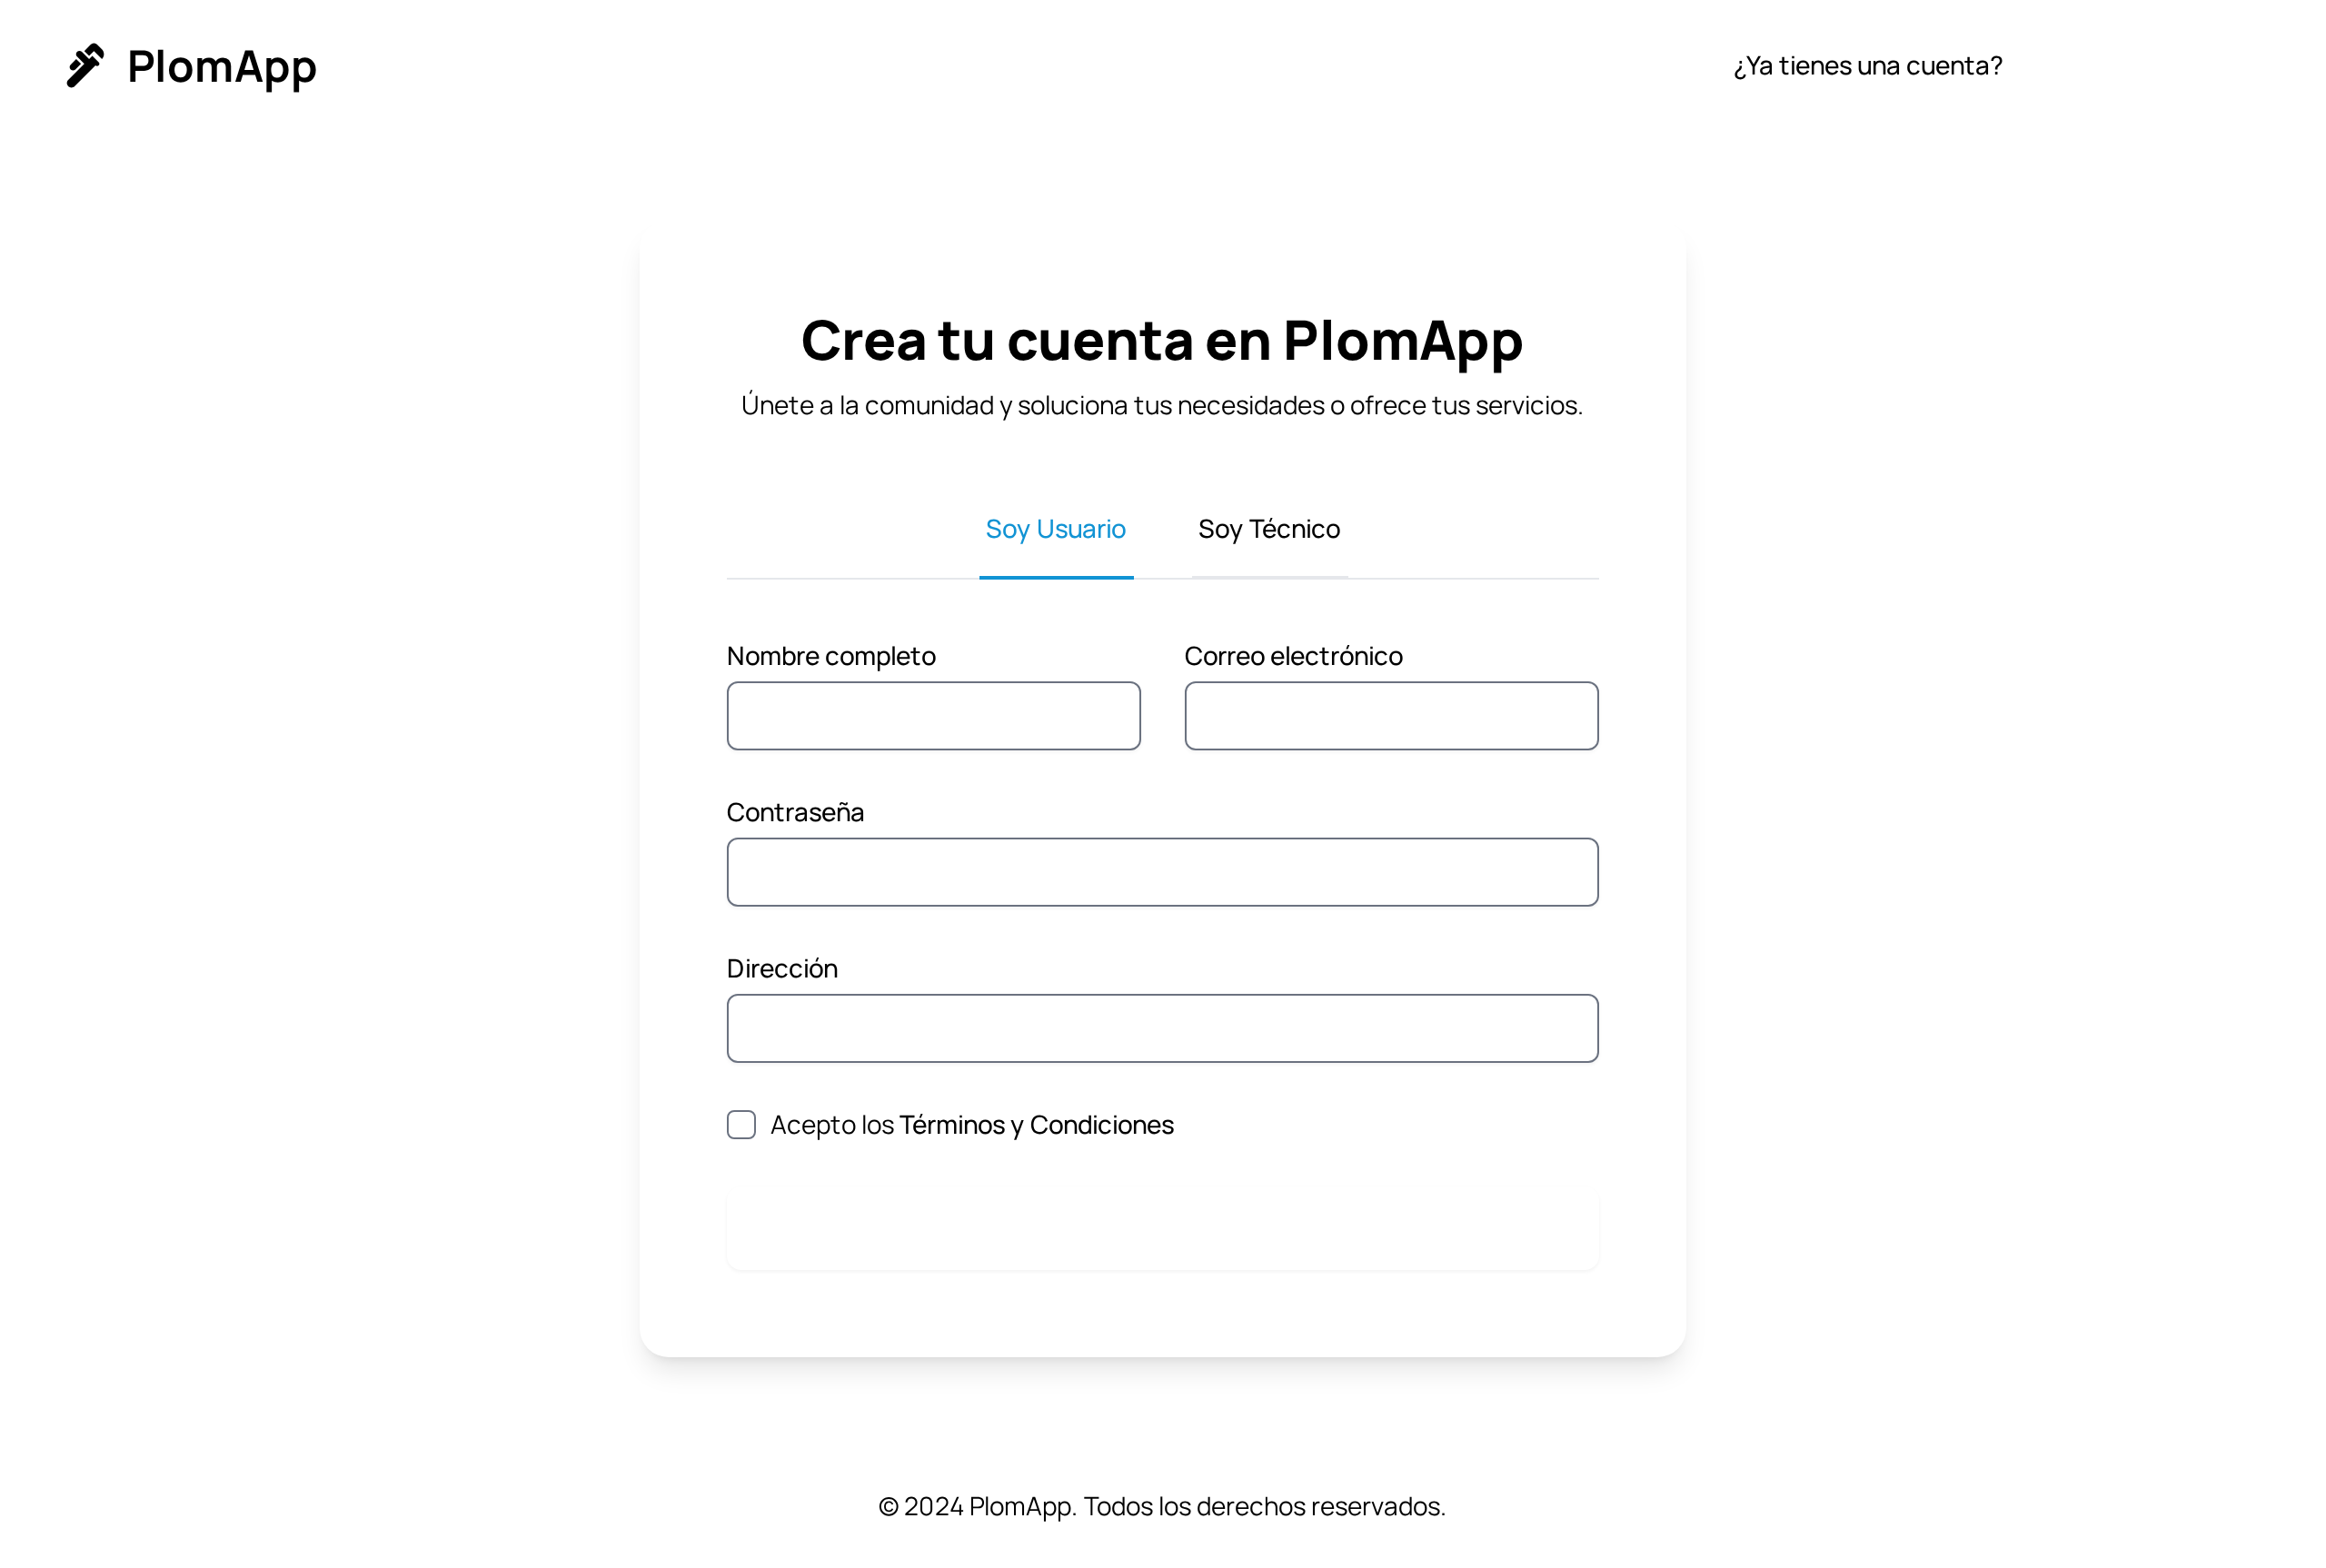 PlomApp
¿Ya tienes una cuenta?
Crea tu cuenta en PlomApp
Únete a la comunidad y soluciona tus necesidades o ofrece tus servicios.
Soy Usuario
Soy Técnico
Nombre completo
Correo electrónico
Contraseña
Dirección
Acepto los Términos y Condiciones
© 2024 PlomApp. Todos los derechos reservados.